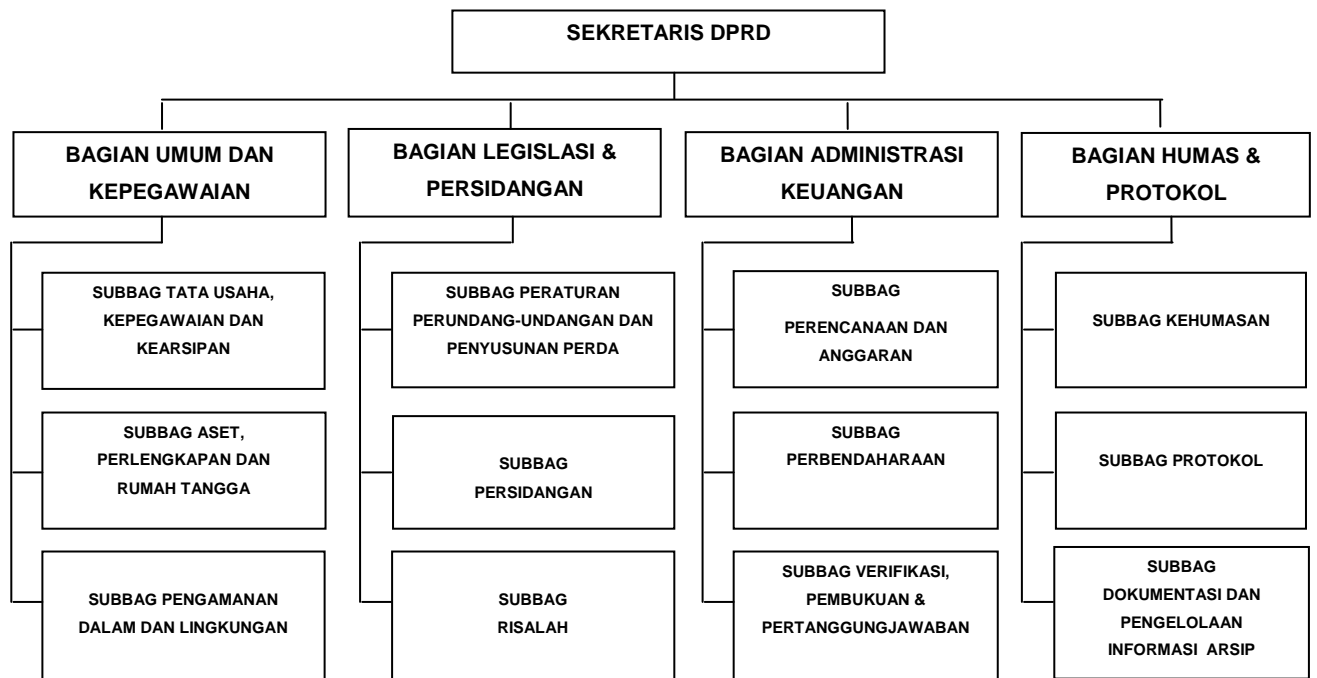 SEKRETARIS DPRD
BAGIAN UMUM DAN
KEPEGAWAIAN
BAGIAN LEGISLASI &
PERSIDANGAN
BAGIAN ADMINISTRASI
KEUANGAN
BAGIAN HUMAS &
PROTOKOL
SUBBAG TATA USAHA,
KEPEGAWAIAN DAN
KEARSIPAN
SUBBAG PERATURAN
PERUNDANG-UNDANGAN DAN
PENYUSUNAN PERDA
SUBBAG
PERENCANAAN DAN
ANGGARAN
SUBBAG KEHUMASAN
SUBBAG ASET,
PERLENGKAPAN DAN
RUMAH TANGGA
SUBBAG
PERSIDANGAN
SUBBAG
PERBENDAHARAAN
SUBBAG PROTOKOL
SUBBAG PENGAMANAN
DALAM DAN LINGKUNGAN
SUBBAG
RISALAH
SUBBAG VERIFIKASI,
PEMBUKUAN &
PERTANGGUNGJAWABAN
SUBBAG
DOKUMENTASI DAN
PENGELOLAAN
INFORMASI ARSIP